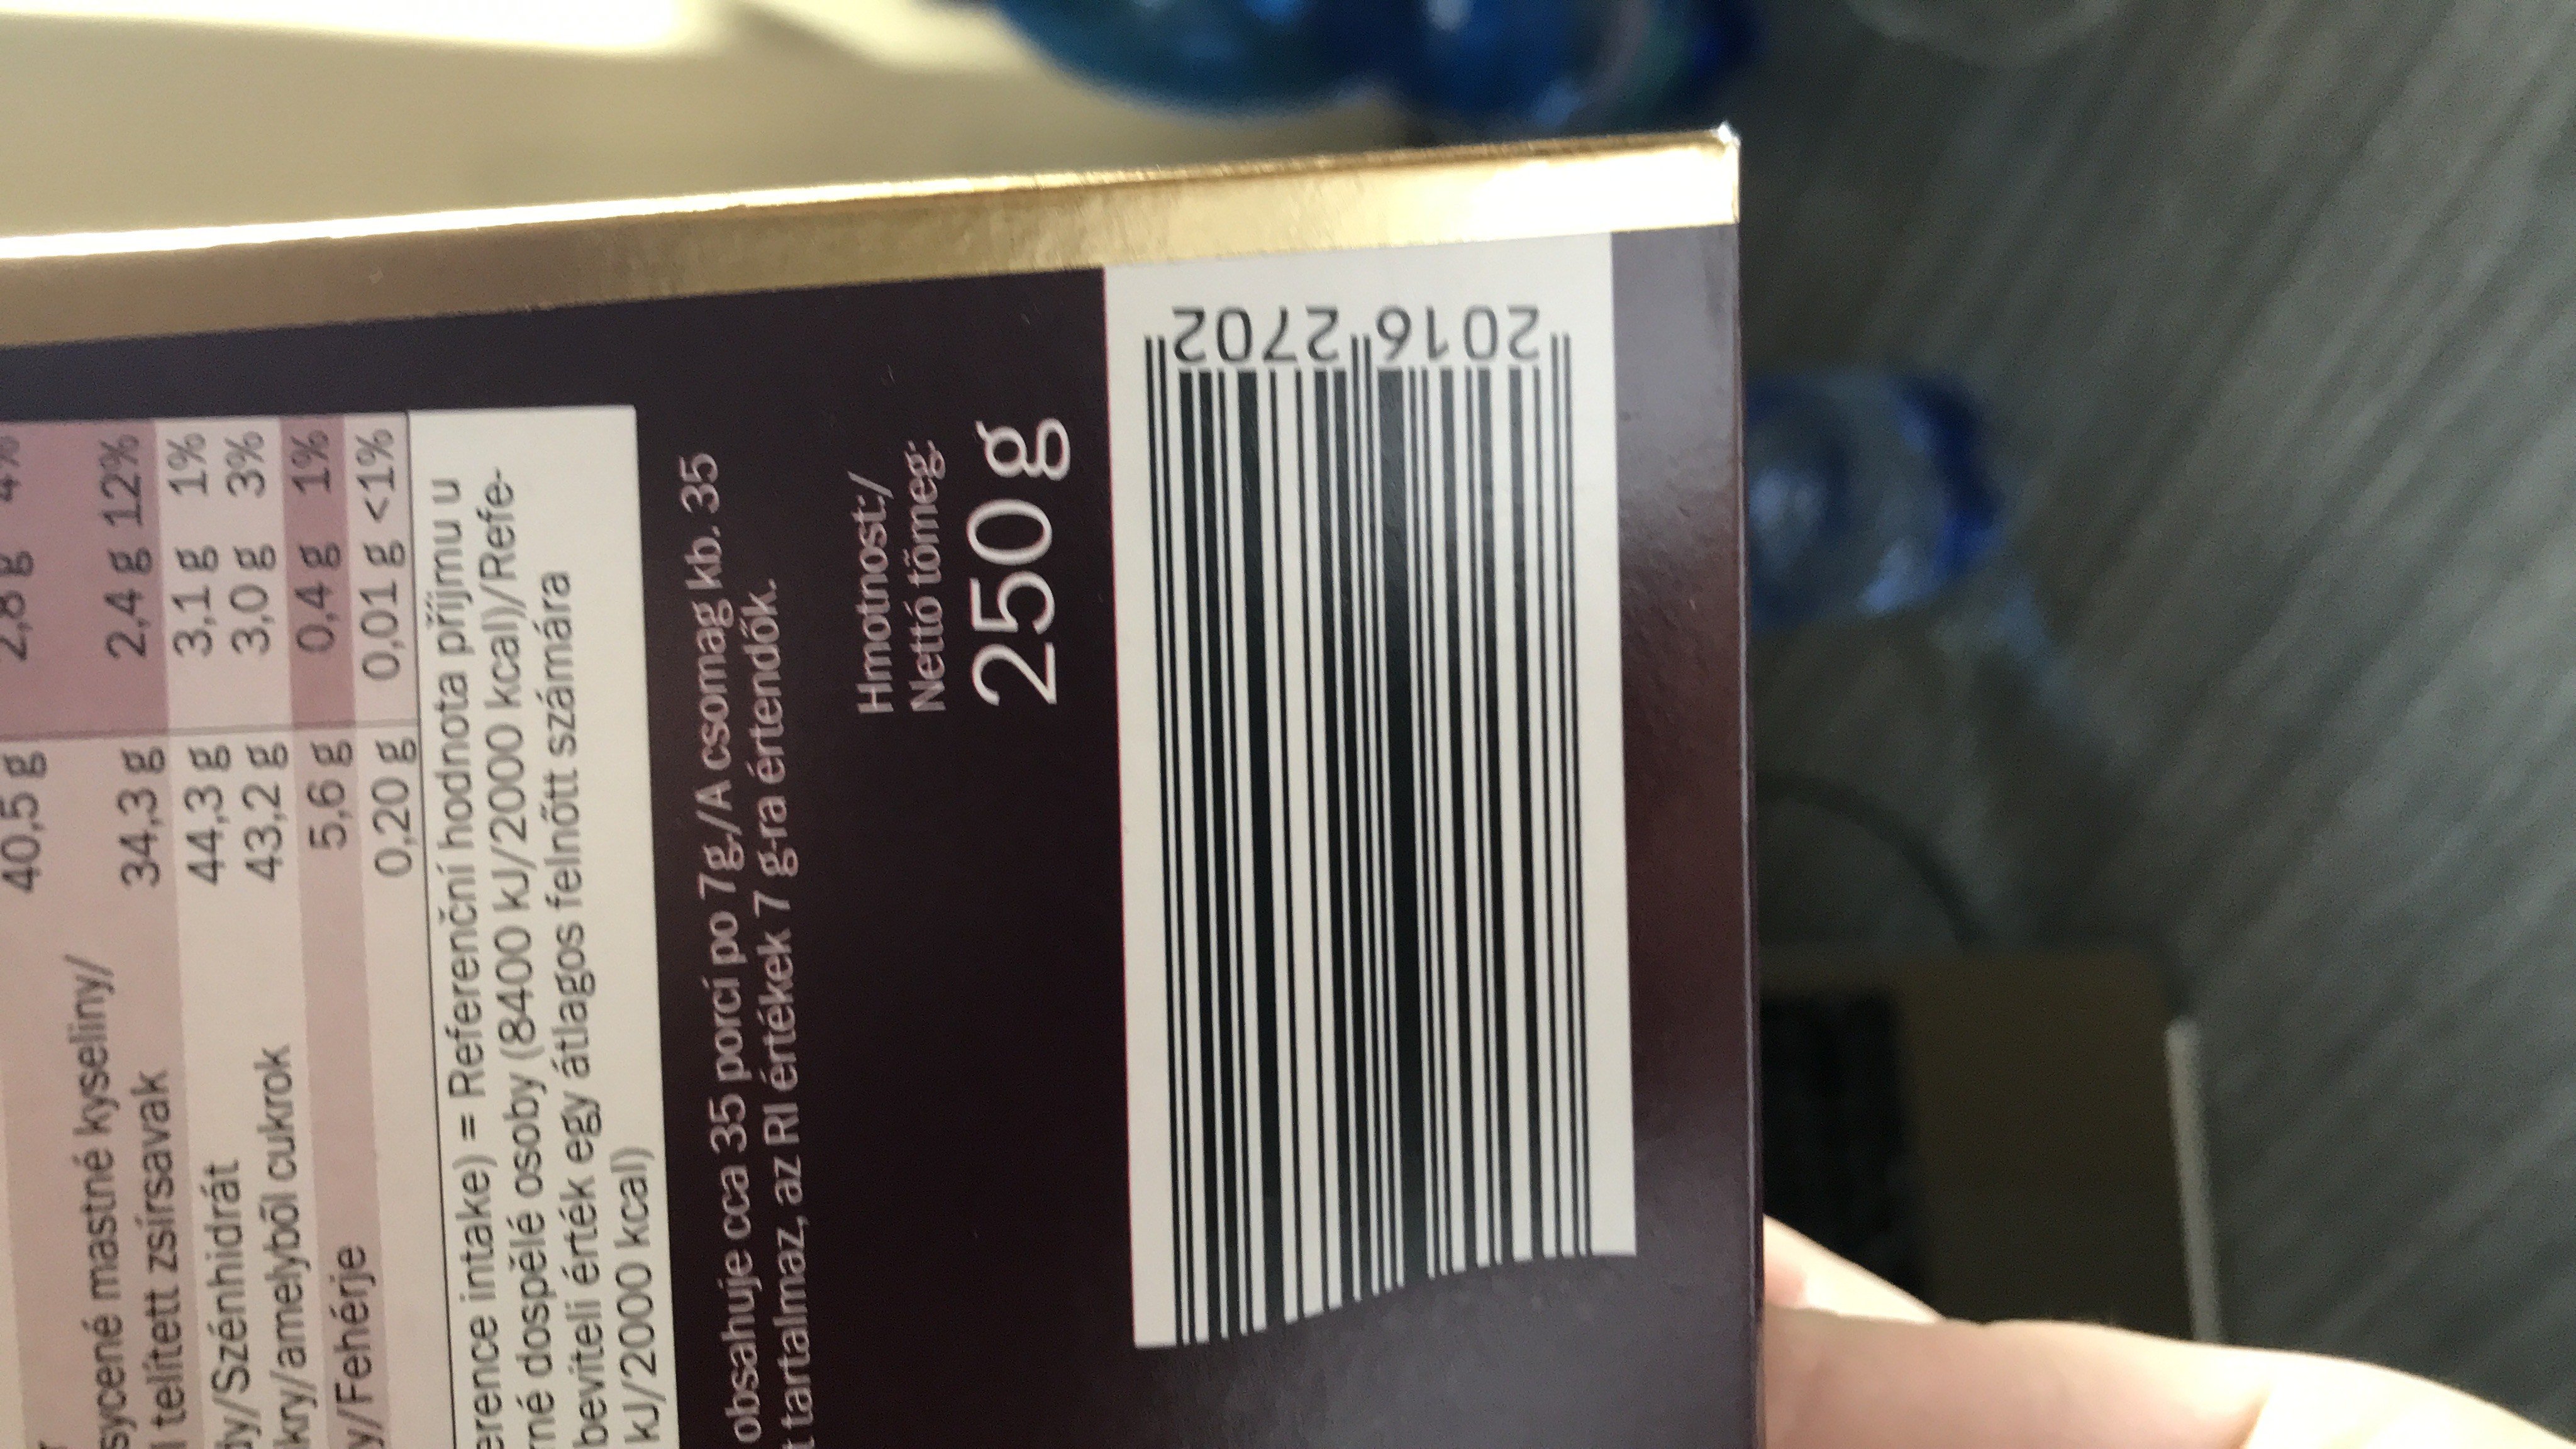 40,5 g 2,8 g 4%
sycené mastné kyseliny/
telített zsírsavak 34,3 g 2,4 g 12%
dy/Szénhidrát 44,3 g 3,1 g 1%
kry/amelyből cukrok 43,2 g 3,0 g 3%
y/Fehérje 5,6 g 0,4 g 1%
0,20 g 0,01 g <1%
erence intake) = Referenční hodnota příjmu u
rné dospělé osoby (8400 kJ/2000 kcal)/Refe-
beviteli érték egy átlagos felnőtt számára
kJ/2000 kcal)
obsahuje cca 35 porcí po 7g./A csomag kb. 35
t tartalmaz, az RI értékek 7 g-ra értendők.
Hmotnost:/
Nettó tömeg:
250 g
2016 2702